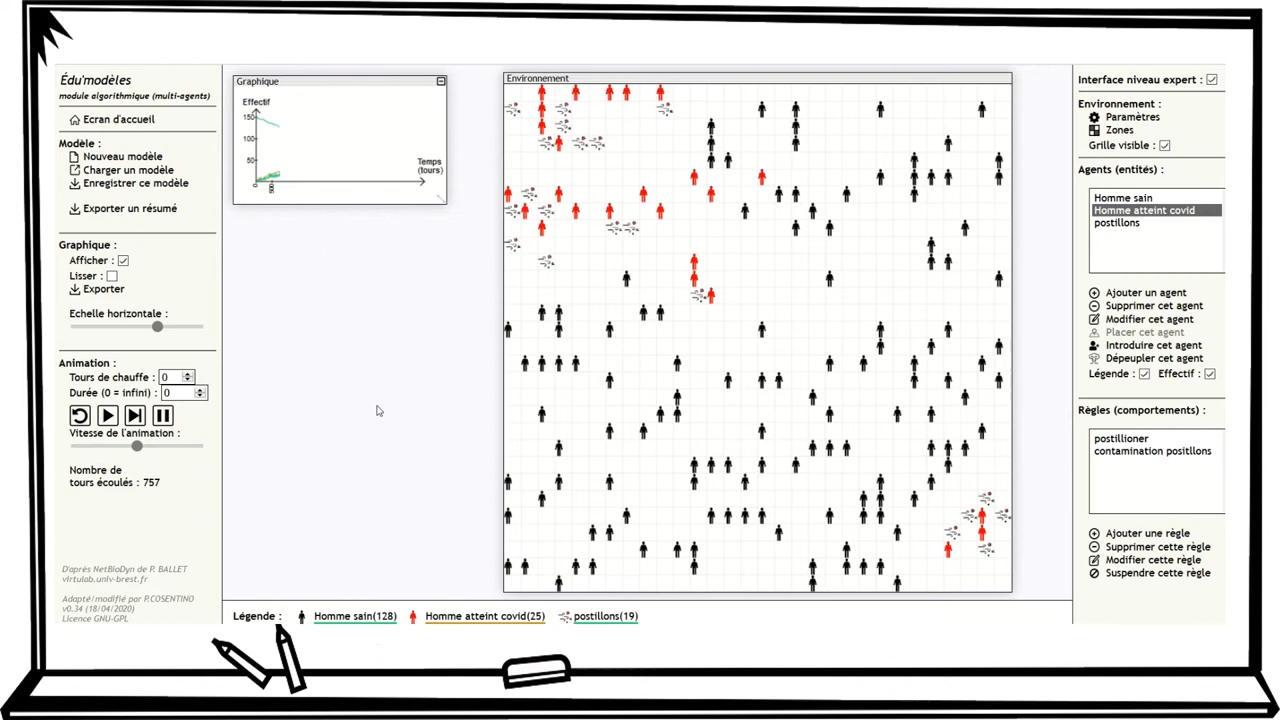 Édu'modèles
module algorithmique (multi-agents)
Ecran d'accueil
Modèle :
Nouveau modèle
Charger un modèle
Enregistrer ce modèle
Exporter un résumé
Graphique :
Afficher :
Lisser :
Exporter
Echelle horizontale :
Animation :
Tours de chauffe : 0
Durée (0 = infini) : 0
Vitesse de l'animation :
Nombre de
tours écoulés : 757
D'après NetBioDyn de P. BALLET
virtulab.univ-brest.fr
Adapté/modifié par P.COSENTINO
v0.34 (18/04/2020)
Licence GNU-GPL
Graphique
Effectif
150
100
50
0
500
Temps
(tours)
Environnement
Légende :
Homme sain(128)
Homme atteint covid(25)
postillons(19)
Interface niveau expert :
Environnement :
Paramètres
Zones
Grille visible :
Agents (entités) :
Homme sain
Homme atteint covid
postillons
Ajouter un agent
Supprimer cet agent
Modifier cet agent
Placer cet agent
Introduire cet agent
Dépeupler cet agent
Légende : Effectif :
Règles (comportements) :
postillioner
contamination positllons
Ajouter une règle
Supprimer cette règle
Modifier cette règle
Suspendre cette règle